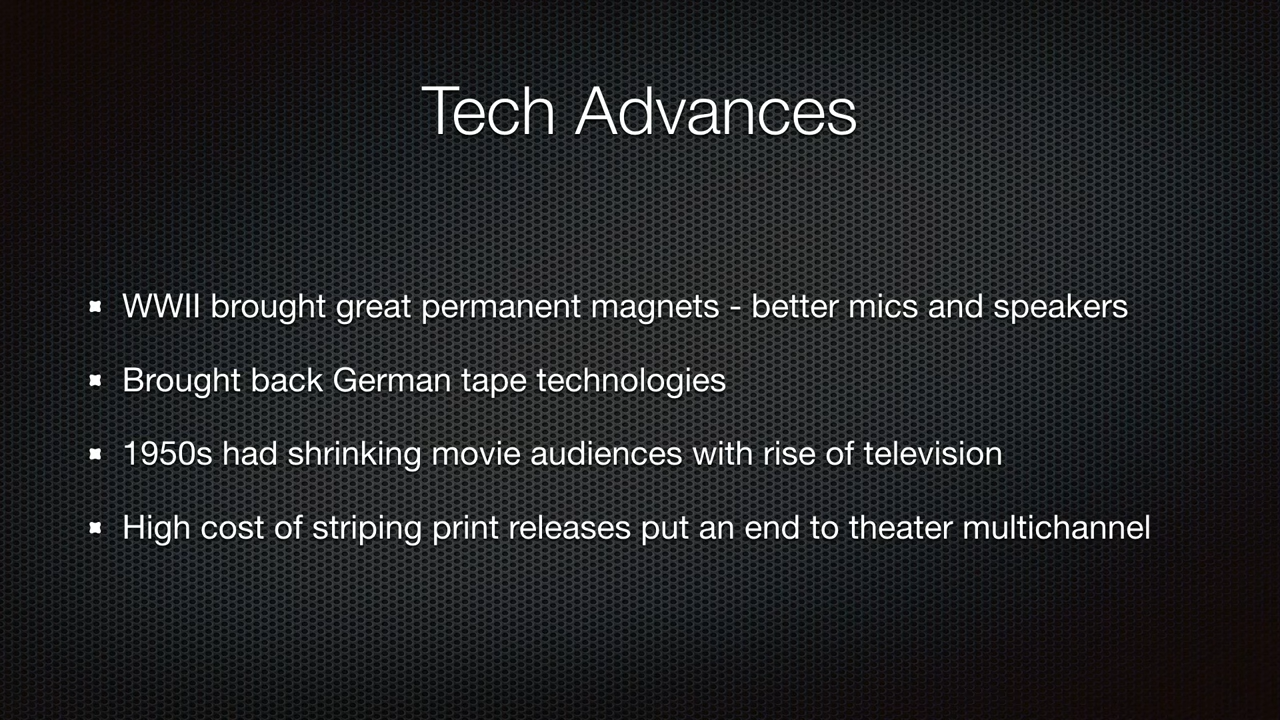 Tech Advances
WWII brought great permanent magnets - better mics and speakers
Brought back German tape technologies
1950s had shrinking movie audiences with rise of television
High cost of striping print releases put an end to theater multichannel